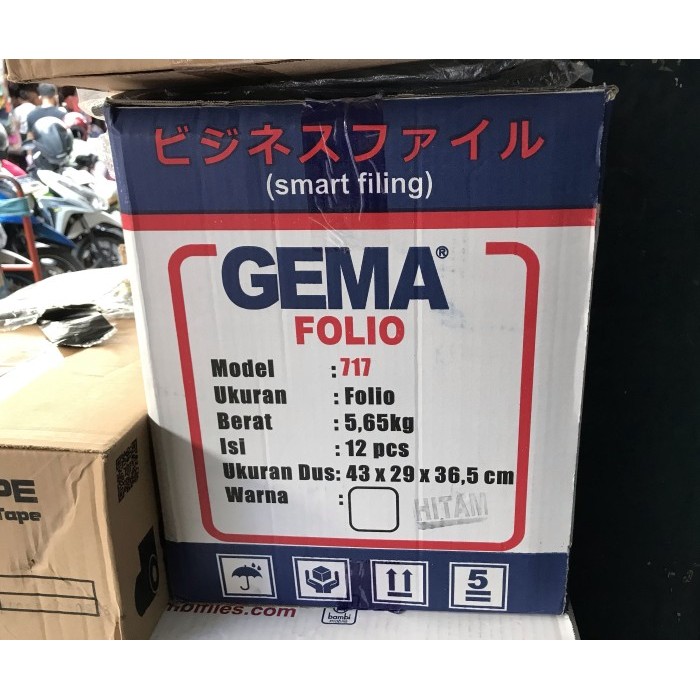 ビジネスファイル
(smart filing)
GEMA®
FOLIO
Model : 717
Ukuran : Folio
Berat : 5,65kg
Isi : 12 pcs
Ukuran Dus: 43 x 29 x 36,5 cm
Warna : HITAM
5
PE
Tape
files.com
bambi